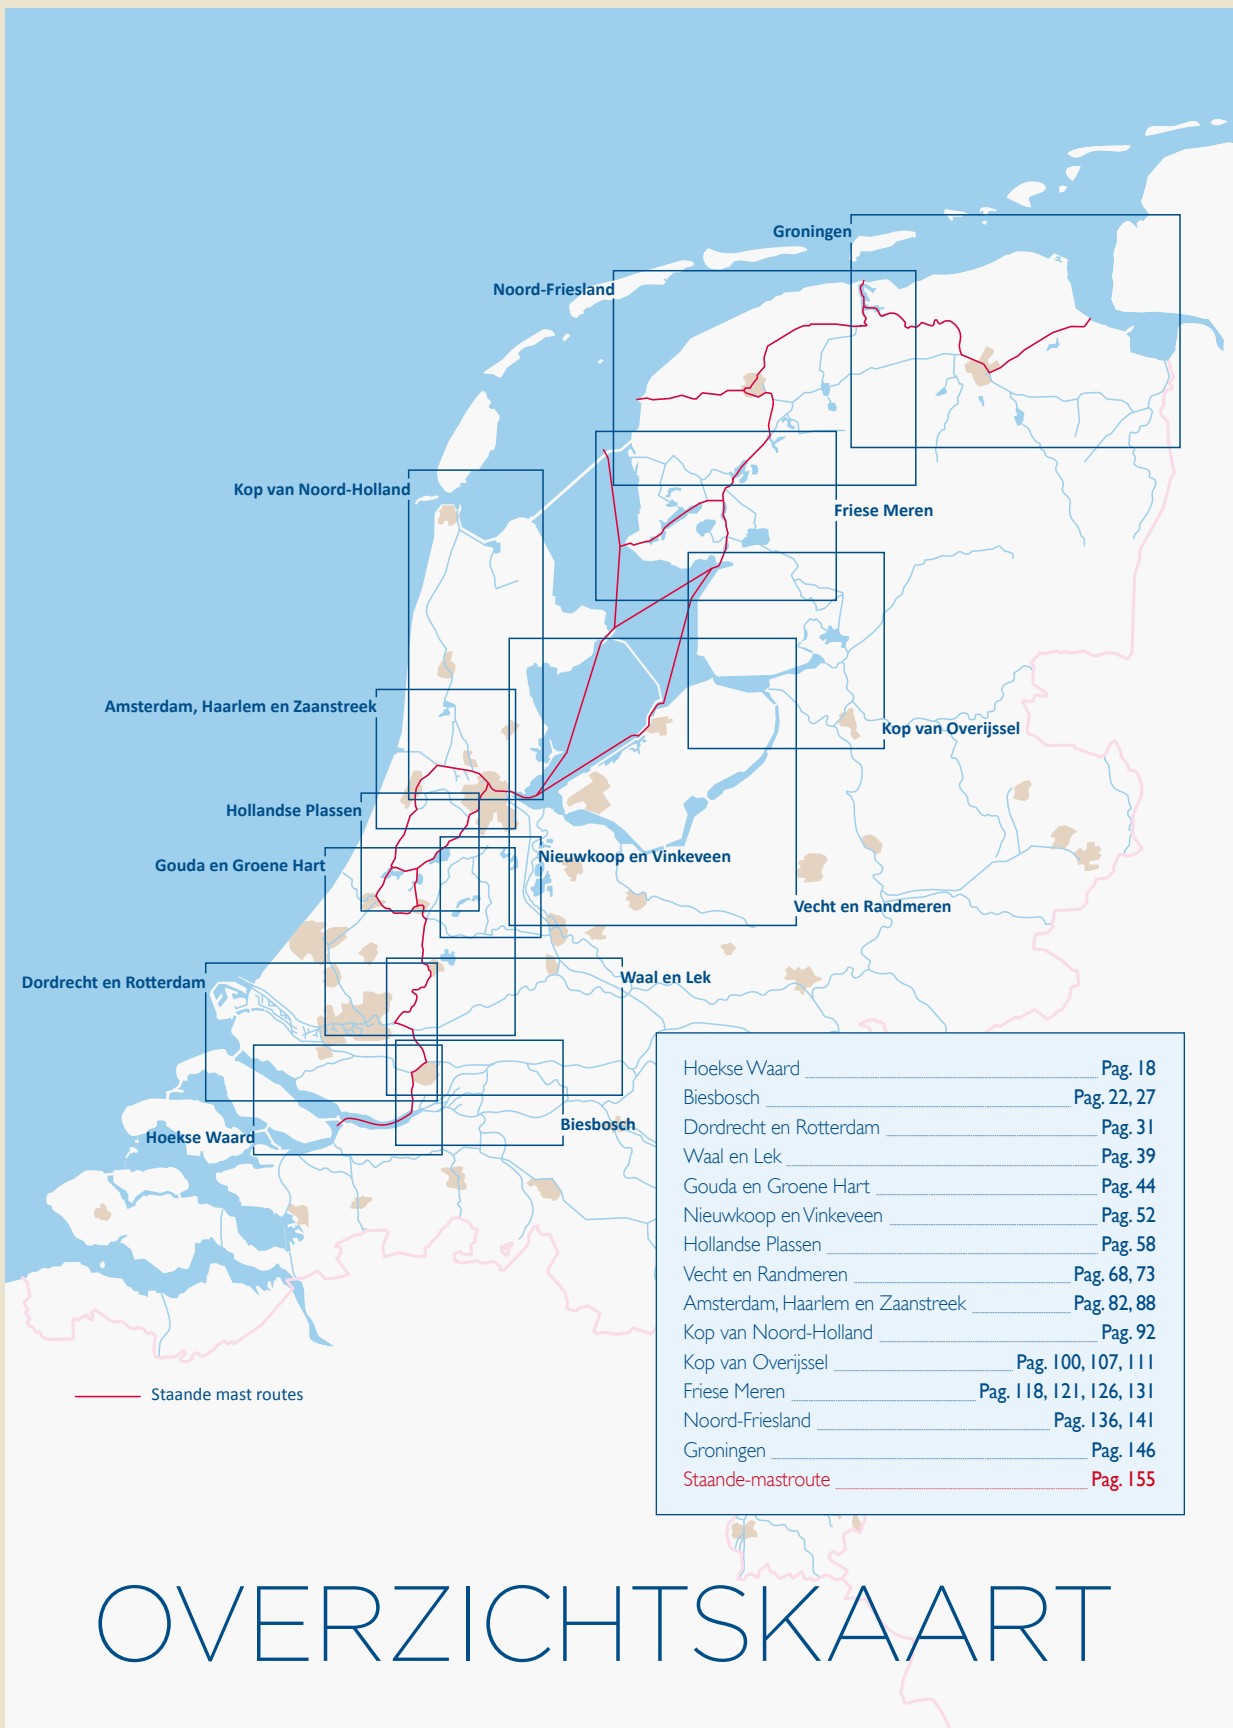 Groningen
Noord-Friesland
Kop van Noord-Holland
Friese Meren
Amsterdam, Haarlem en Zaanstreek
Kop van Overijssel
Hollandse Plassen
Gouda en Groene Hart
Nieuwkoop en Vinkeveen
Vecht en Randmeren
Dordrecht en Rotterdam
Waal en Lek
Hoekse Waard
Biesbosch
Hoekse Waard Pag. 18
Biesbosch Pag. 22, 27
Dordrecht en Rotterdam Pag. 31
Waal en Lek Pag. 39
Gouda en Groene Hart Pag. 44
Nieuwkoop en Vinkeveen Pag. 52
Hollandse Plassen Pag. 58
Vecht en Randmeren Pag. 68, 73
Amsterdam, Haarlem en Zaanstreek Pag. 82, 88
Kop van Noord-Holland Pag. 92
Kop van Overijssel Pag. 100, 107, 111
Friese Meren Pag. 118, 121, 126, 131
Noord-Friesland Pag. 136, 141
Groningen Pag. 146
Staande-mastroute Pag. 155
Staande mast routes
OVERZICHTSKAART